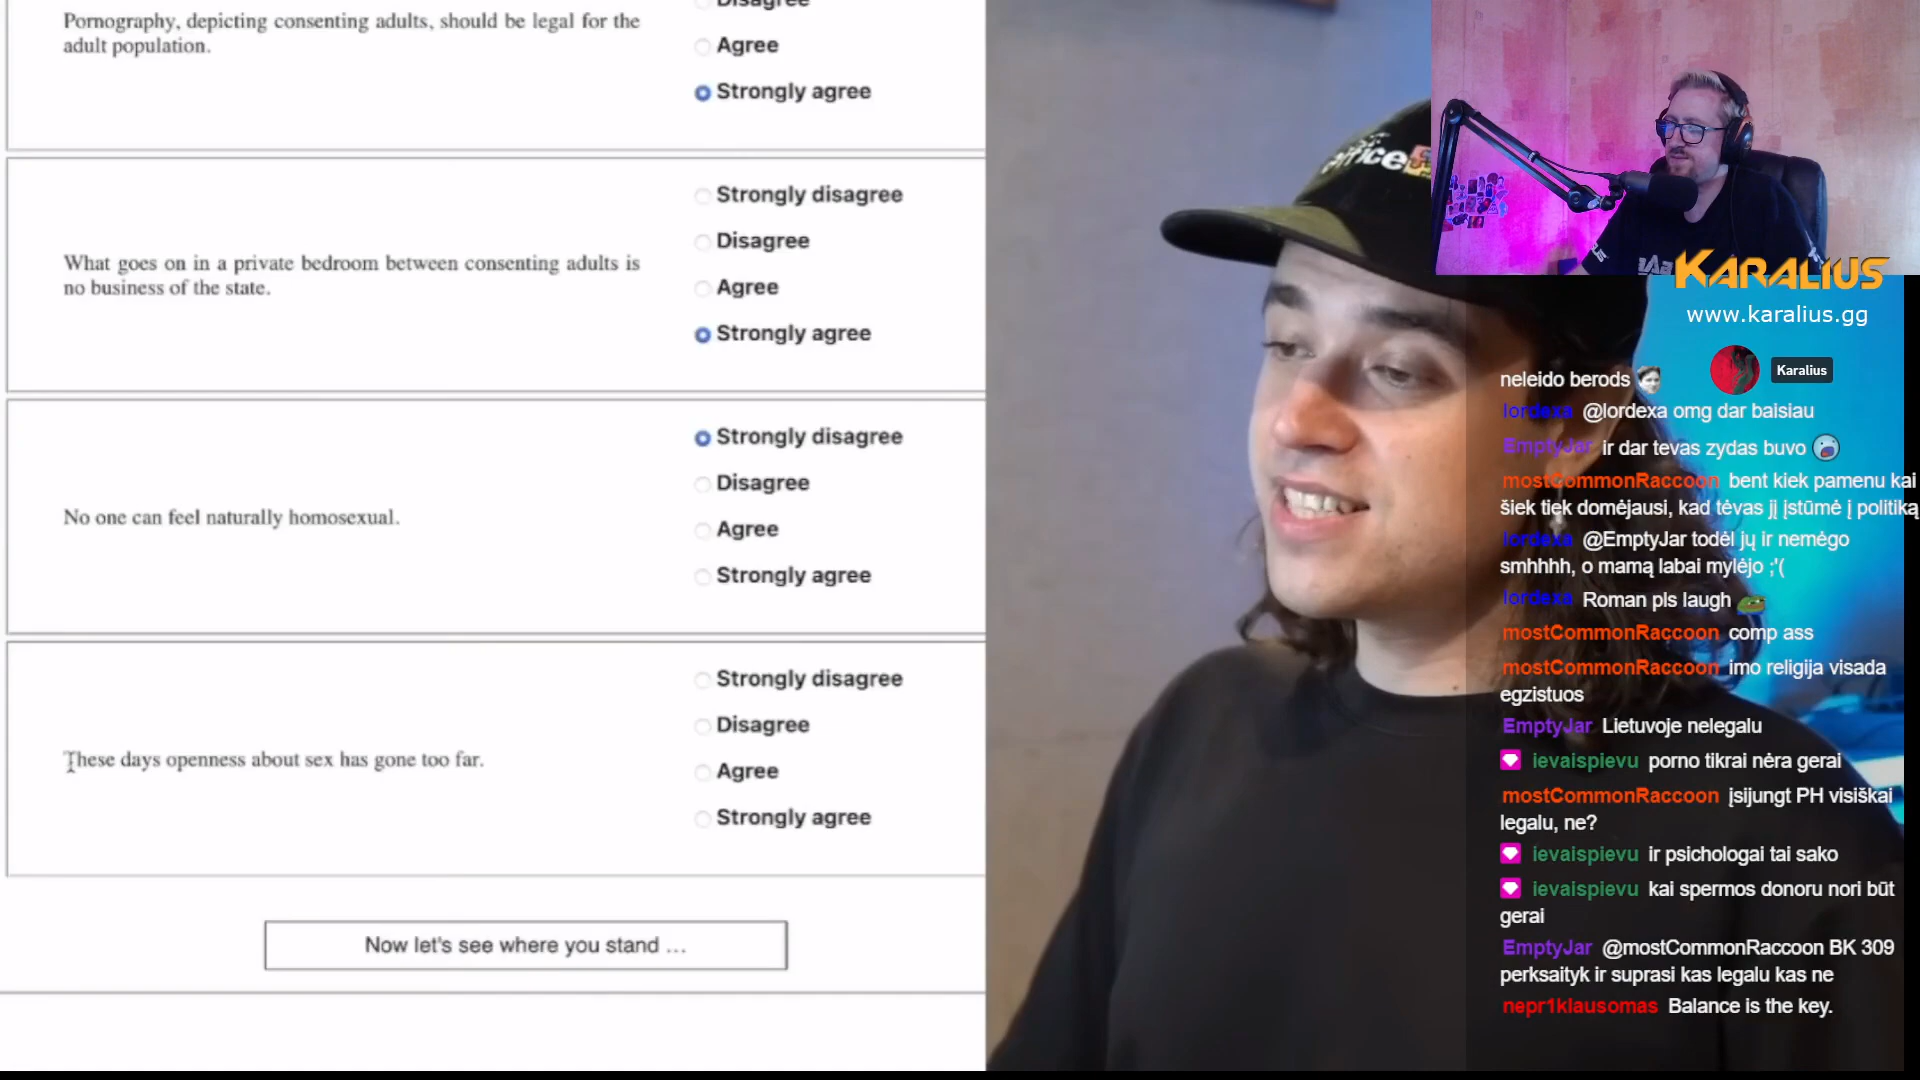 Disagree
Pornography, depicting consenting adults, should be legal for the
adult population.
Agree
Strongly agree
Strongly disagree
Disagree
What goes on in a private bedroom between consenting adults is
no business of the state.
Agree
Strongly agree
Strongly disagree
Disagree
No one can feel naturally homosexual.
Agree
Strongly agree
Strongly disagree
Disagree
These days openness about sex has gone too far.
Agree
Strongly agree
Now let's see where you stand ...
KARALIUS
www.karalius.gg
Karalius
neleido berods
lordexa @lordexa omg dar baisiau
EmptyJar ir dar tevas zydas buvo
mostCommonRaccoon bent kiek pamenu kai
šiek tiek domėjausi, kad tėvas jį įstūmė į politiką
lordexa @EmptyJar todėl jų ir nemėgo
smhhhh, o mamą labai mylėjo ;'(
lordexa Roman pls laugh
mostCommonRaccoon comp ass
mostCommonRaccoon imo religija visada
egzistuos
EmptyJar Lietuvoje nelegalu
ievaispievu porno tikrai nėra gerai
mostCommonRaccoon įsijungt PH visiškai
legalu, ne?
ievaispievu ir psichologai tai sako
ievaispievu kai spermos donoru nori būt
gerai
EmptyJar @mostCommonRaccoon BK 309
perksaityk ir suprasi kas legalu kas ne
nepr1klausomas Balance is the key.